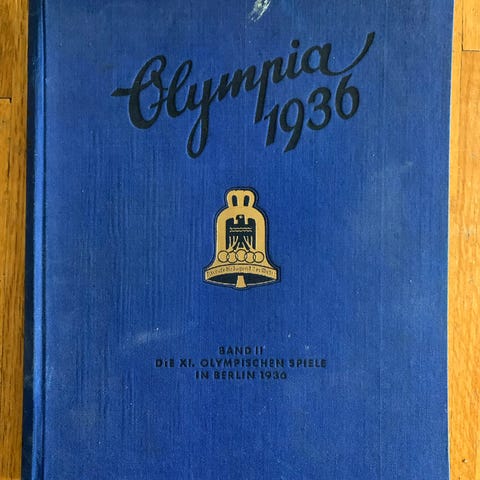 Olympia
1936
BAND II
DIE XI. OLYMPISCHEN SPIELE
IN BERLIN 1936